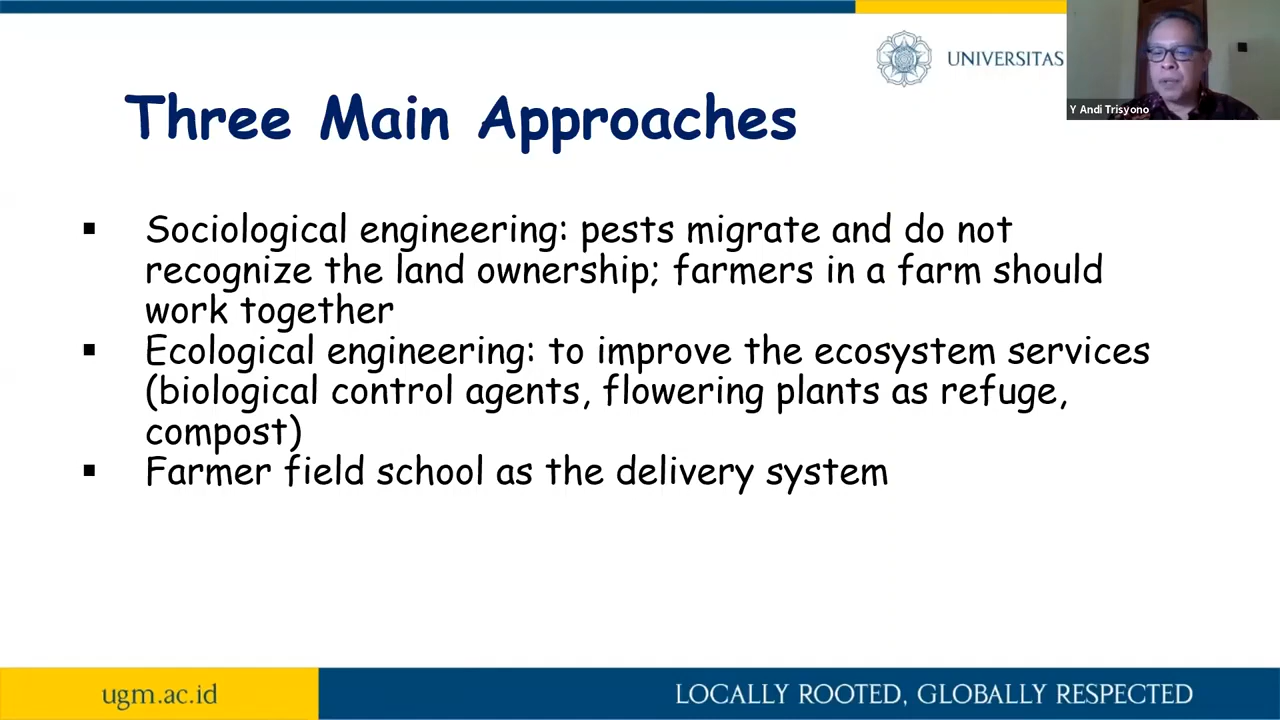 UNIVERSITAS
Y Andi Trisyono
Three Main Approaches
▪ Sociological engineering: pests migrate and do not
recognize the land ownership; farmers in a farm should
work together
▪ Ecological engineering: to improve the ecosystem services
(biological control agents, flowering plants as refuge,
compost)
▪ Farmer field school as the delivery system
ugm.ac.id
LOCALLY ROOTED, GLOBALLY RESPECTED